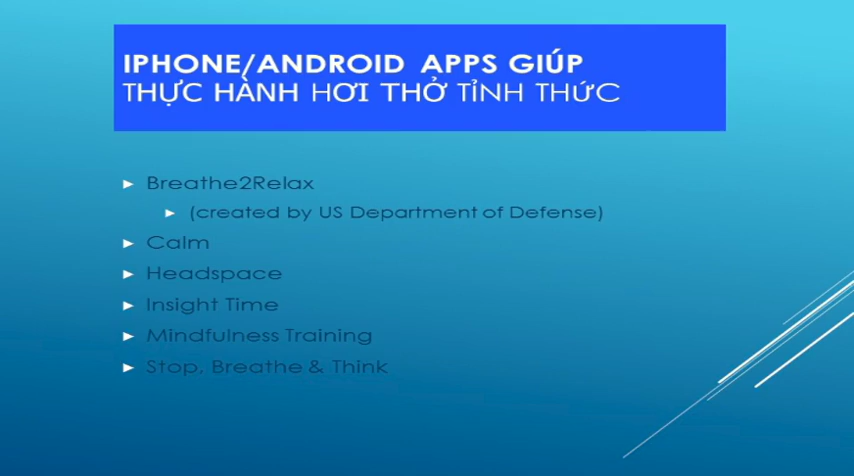 IPHONE/ANDROID APPS GIÚP
THỰC HÀNH HƠI THỞ TỈNH THỨC
Breathe2Relax
(created by US Department of Defense)
Calm
Headspace
Insight Time
Mindfulness Training
Stop, Breathe & Think